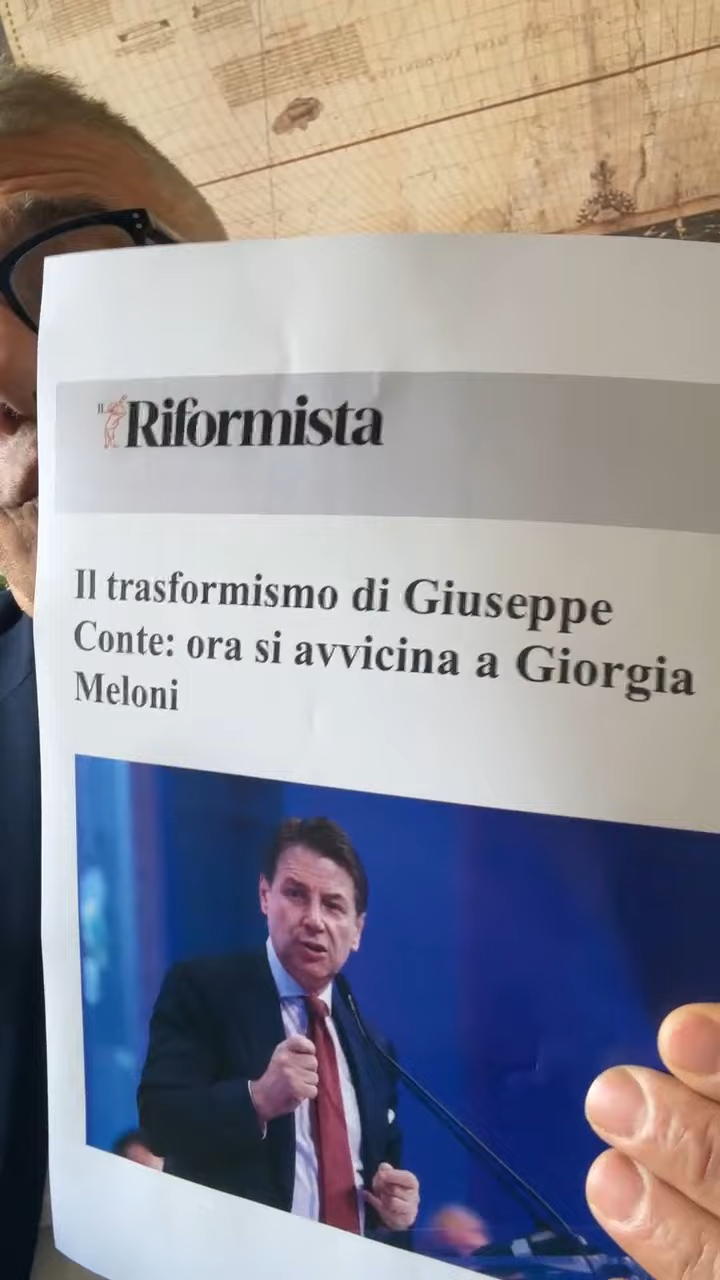 IL Riformista
Il trasformismo di Giuseppe
Conte: ora si avvicina a Giorgia
Meloni